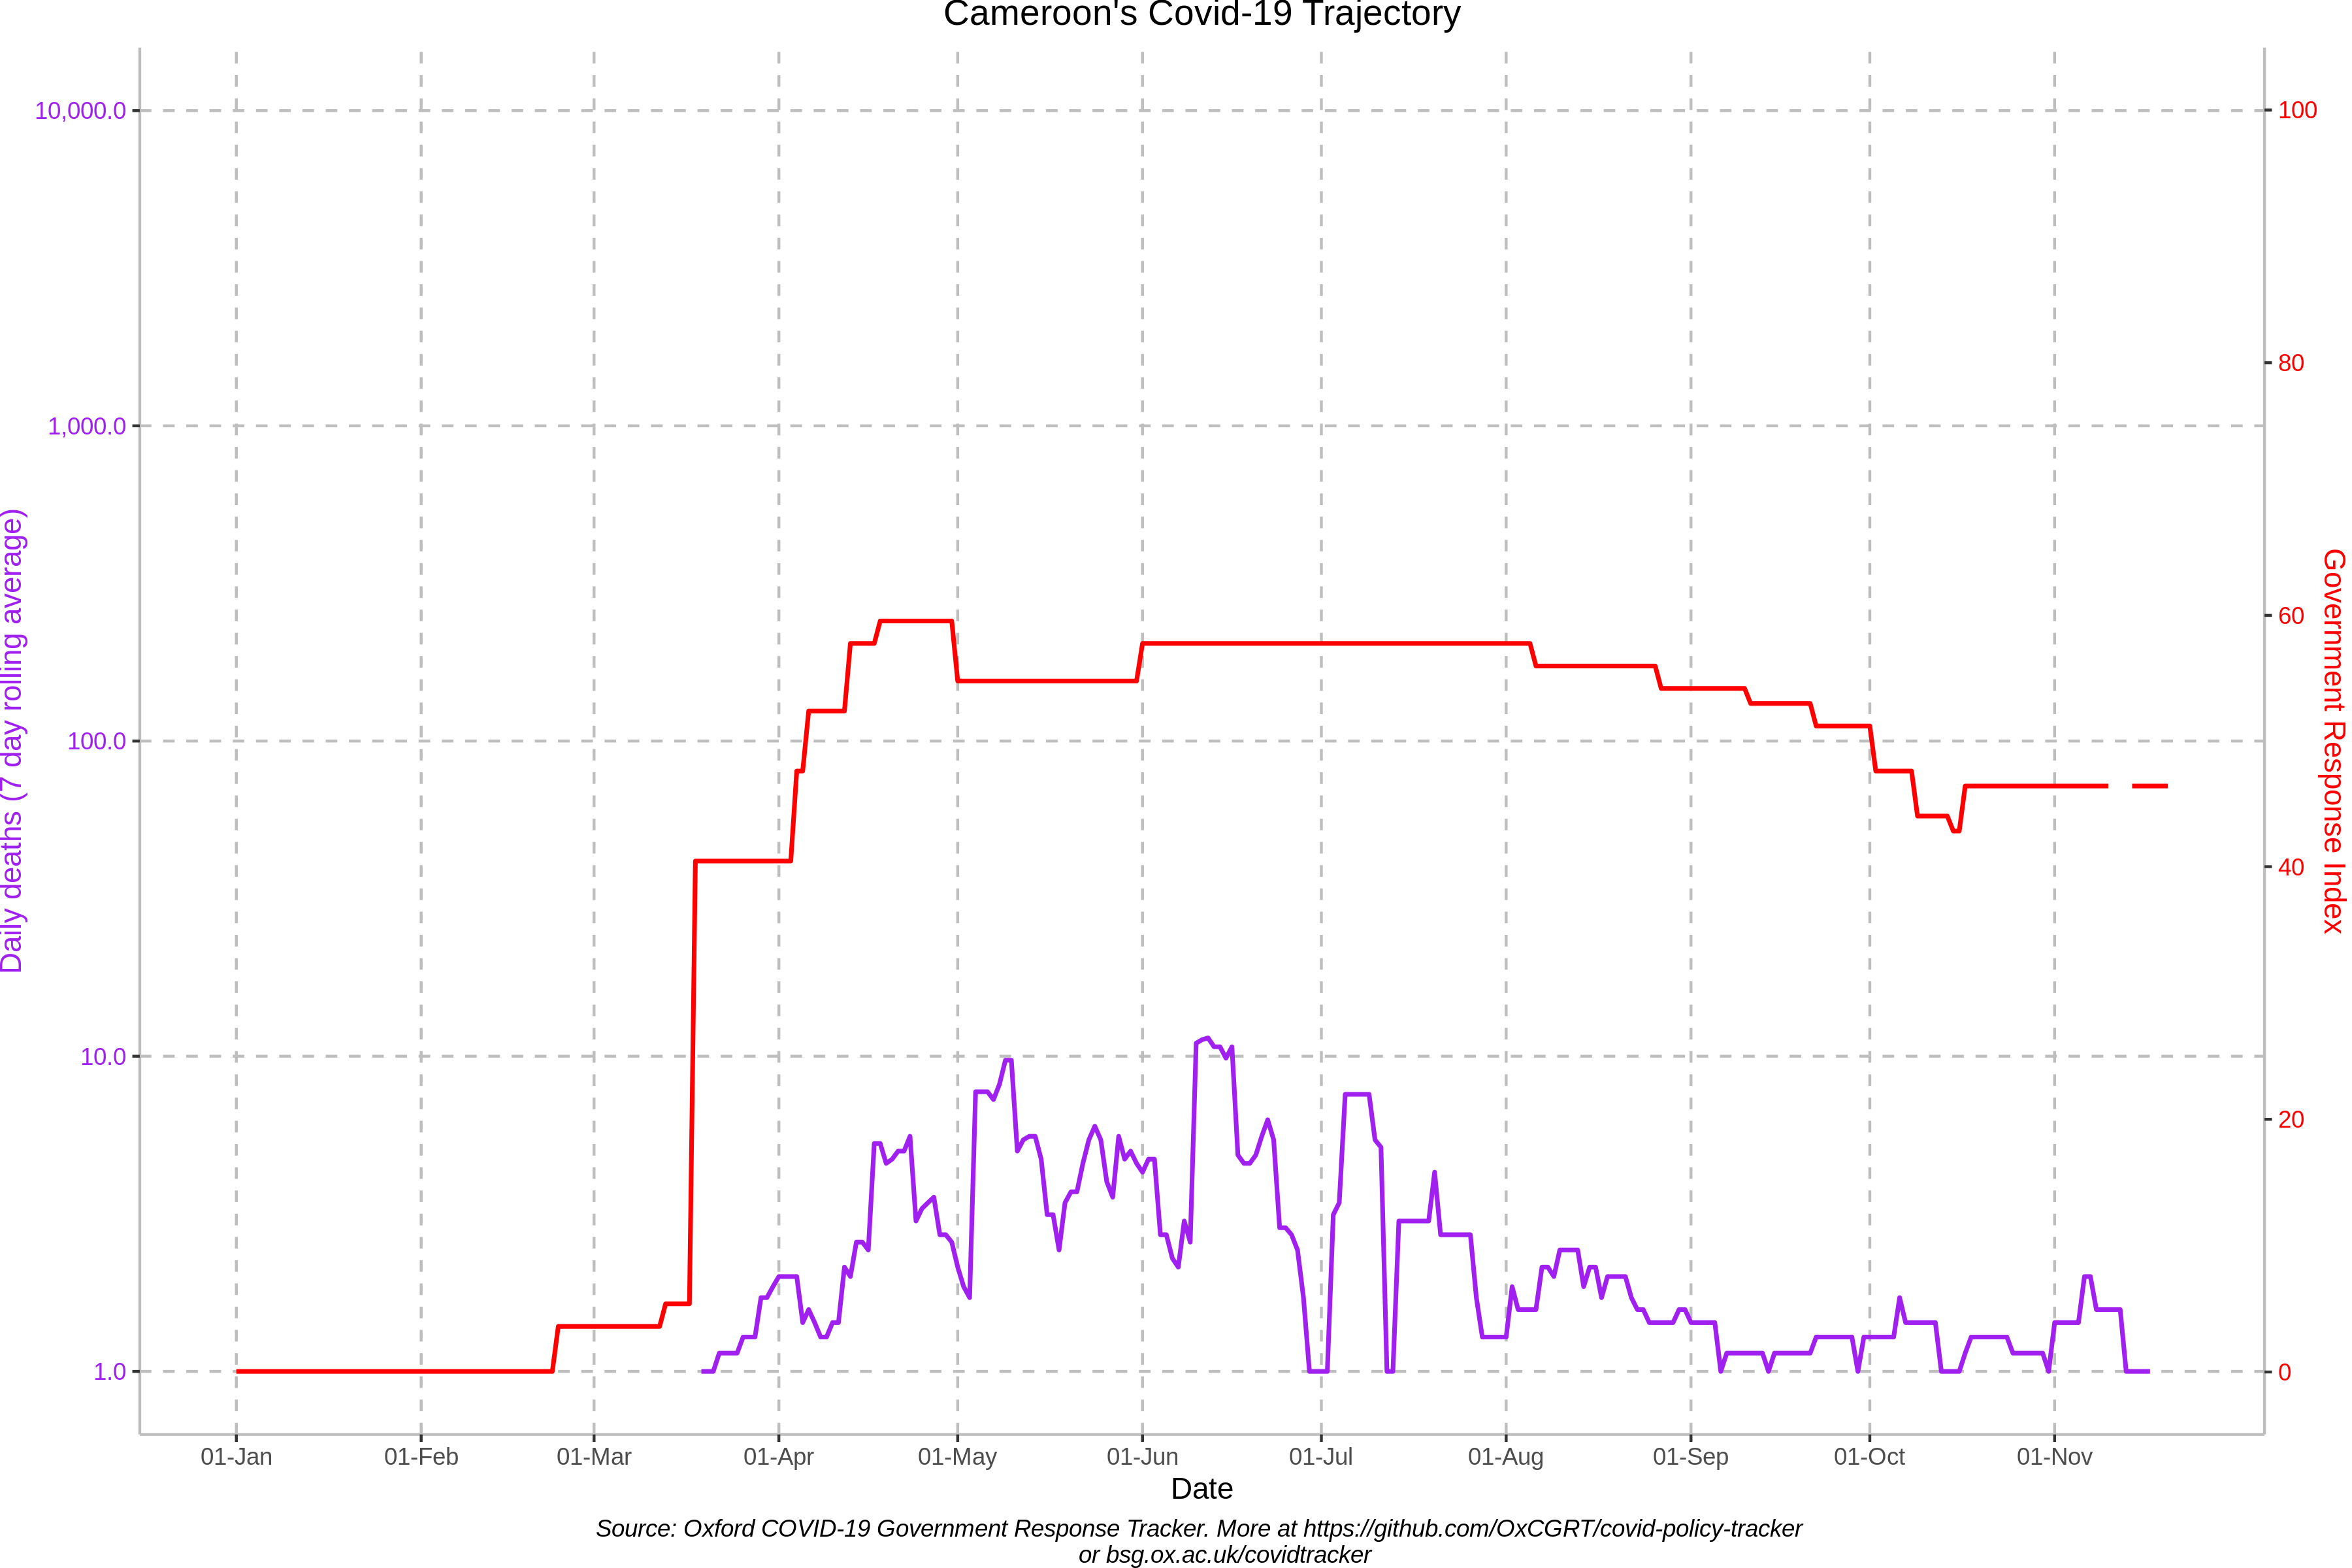 Cameroon's Covid-19 Trajectory
10,000.0
1,000.0
100.0
10.0
1.0
Daily deaths (7 day rolling average)
100
80
60
40
20
0
Government Response Index
01-Jan 01-Feb 01-Mar 01-Apr 01-May 01-Jun 01-Jul 01-Aug 01-Sep 01-Oct 01-Nov
Date
Source: Oxford COVID-19 Government Response Tracker. More at https://github.com/OxCGRT/covid-policy-tracker
or bsg.ox.ac.uk/covidtracker